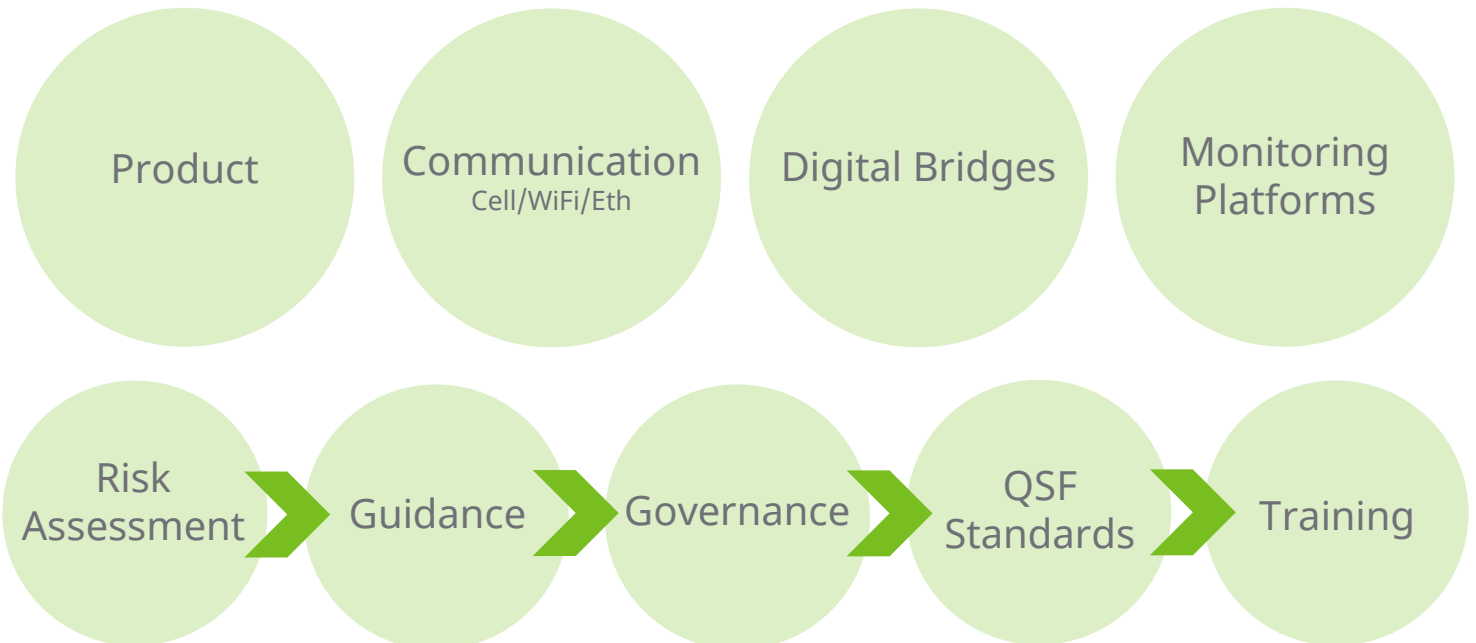 Product
Communication
Cell/WiFi/Eth
Digital Bridges
Monitoring
Platforms
Risk
Assessment
Guidance
Governance
QSF
Standards
Training